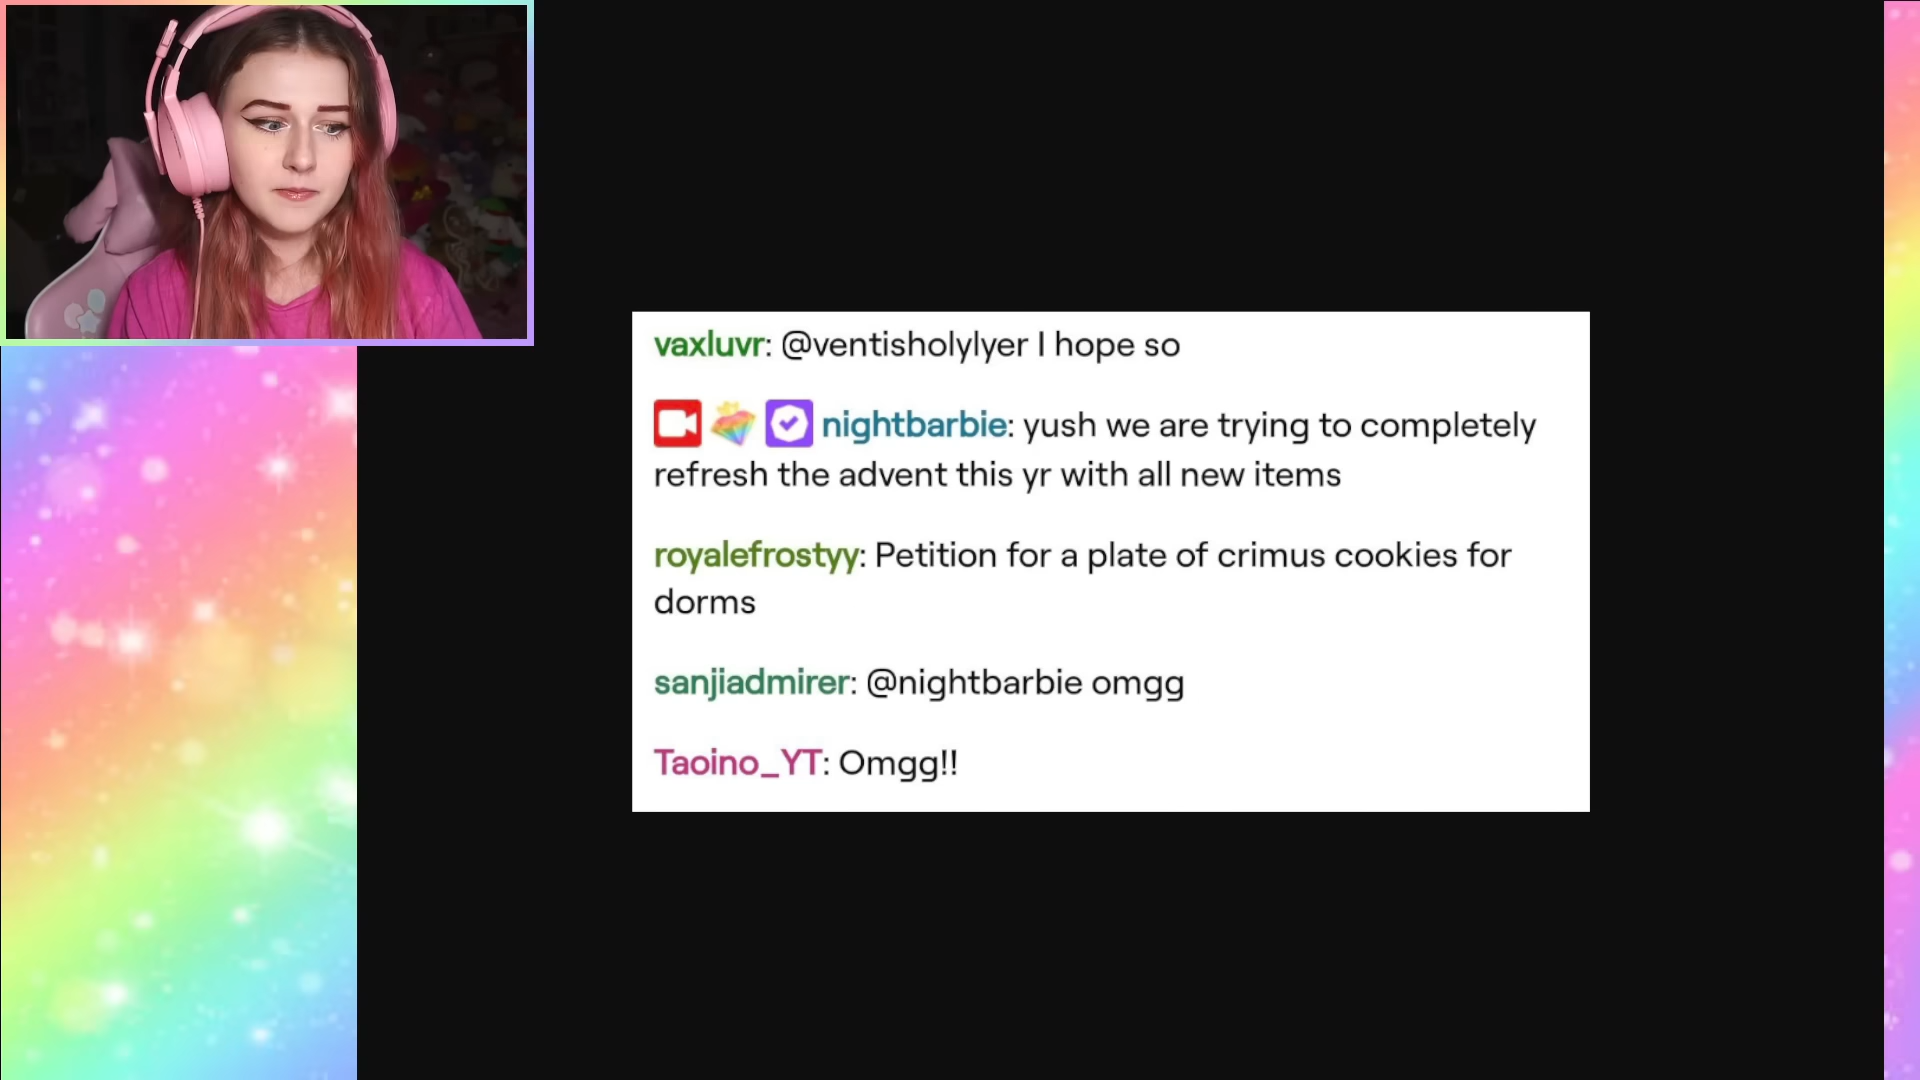 vaxluvr: @ventisholylyer I hope so
nightbarbie: yush we are trying to completely
refresh the advent this yr with all new items
royalefrostyy: Petition for a plate of crimus cookies for
dorms
sanjiadmirer: @nightbarbie omgg
Taoino_YT: Omgg!!